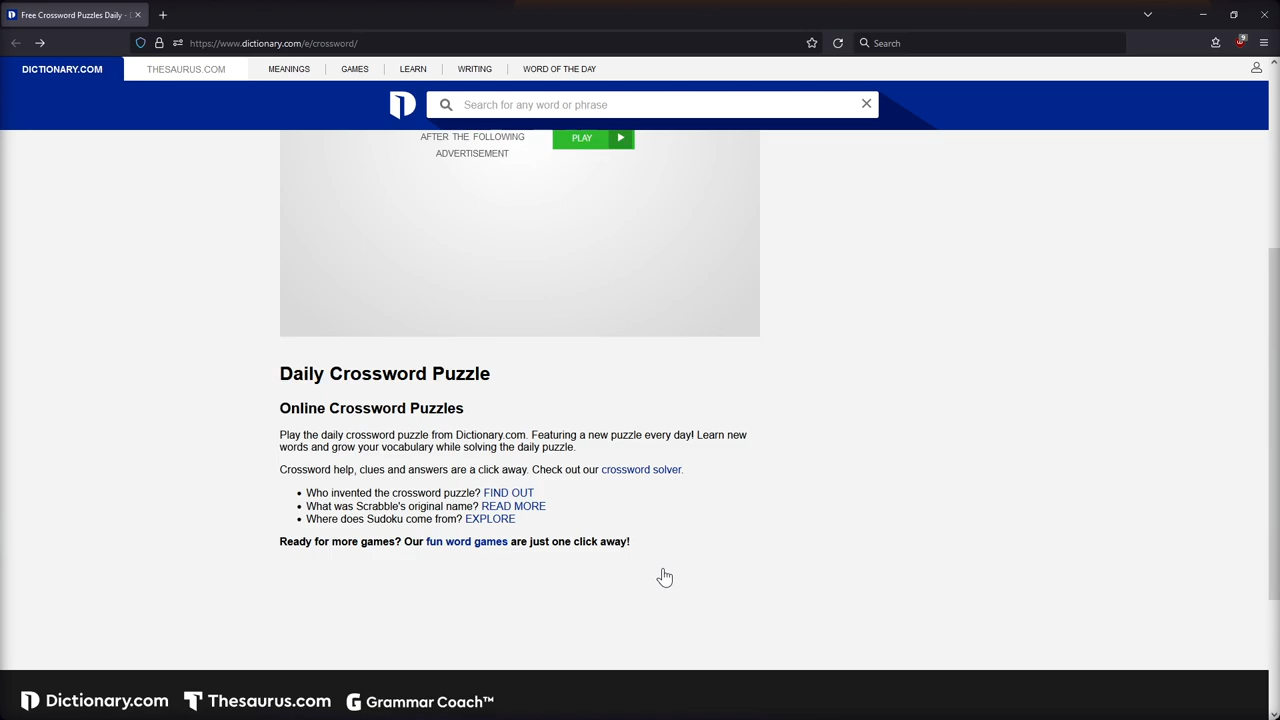 Free Crossword Puzzles Daily -
https://www.dictionary.com/e/crossword/
Search
9
DICTIONARY.COM
THESAURUS.COM
MEANINGS
GAMES
LEARN
WRITING
WORD OF THE DAY
Search for any word or phrase
AFTER THE FOLLOWING
ADVERTISEMENT
PLAY
Daily Crossword Puzzle
Online Crossword Puzzles
Play the daily crossword puzzle from Dictionary.com. Featuring a new puzzle every day! Learn new
words and grow your vocabulary while solving the daily puzzle.
Crossword help, clues and answers are a click away. Check out our crossword solver.
• Who invented the crossword puzzle? FIND OUT
• What was Scrabble's original name? READ MORE
• Where does Sudoku come from? EXPLORE
Ready for more games? Our fun word games are just one click away!
Dictionary.com Thesaurus.com Grammar Coach™